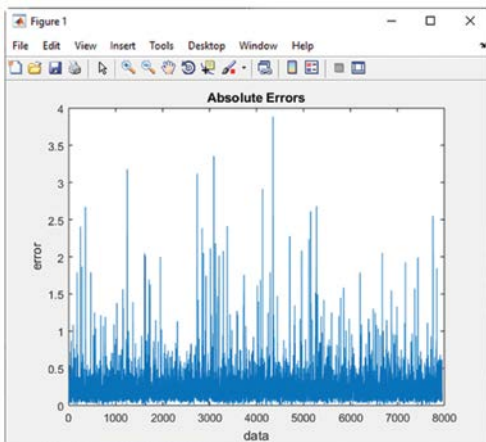 Figure 1
File Edit View Insert Tools Desktop Window Help
Absolute Errors
4
3.5
3
2.5
2
1.5
1
0.5
0
error
0 1000 2000 3000 4000 5000 6000 7000 8000
data